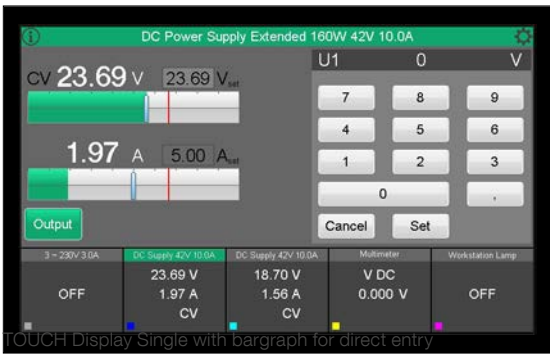 DC Power Supply Extended 160W 42V 10.0A
U1 0 V
CV 23.69 V 23.69 Vset
1.97 A 5.00 Aset
7 8 9
4 5 6
1 2 3
0 ,
Cancel Set
Output
3 ~ 230V 3.0A DC Supply 42V 10.0A DC Supply 42V 10.0A Multimeter Workstation Lamp
23.69 V 18.70 V V DC
OFF 1.97 A 1.56 A 0.000 V OFF
CV CV
TOUCH Display Single with bargraph for direct entry